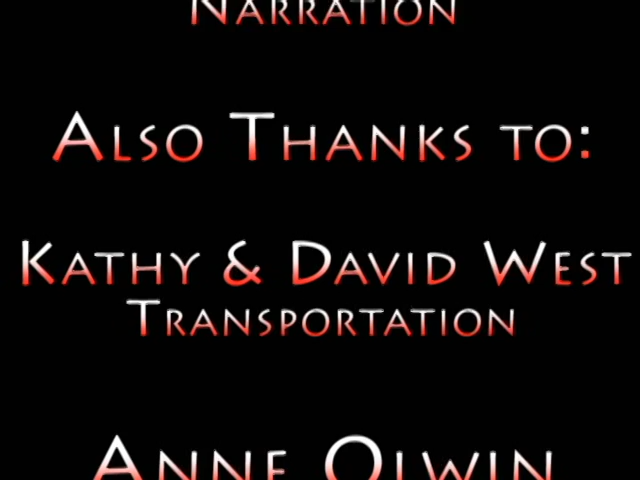 Narration
Also Thanks to:
Kathy & David West
Transportation
Anne Olwin